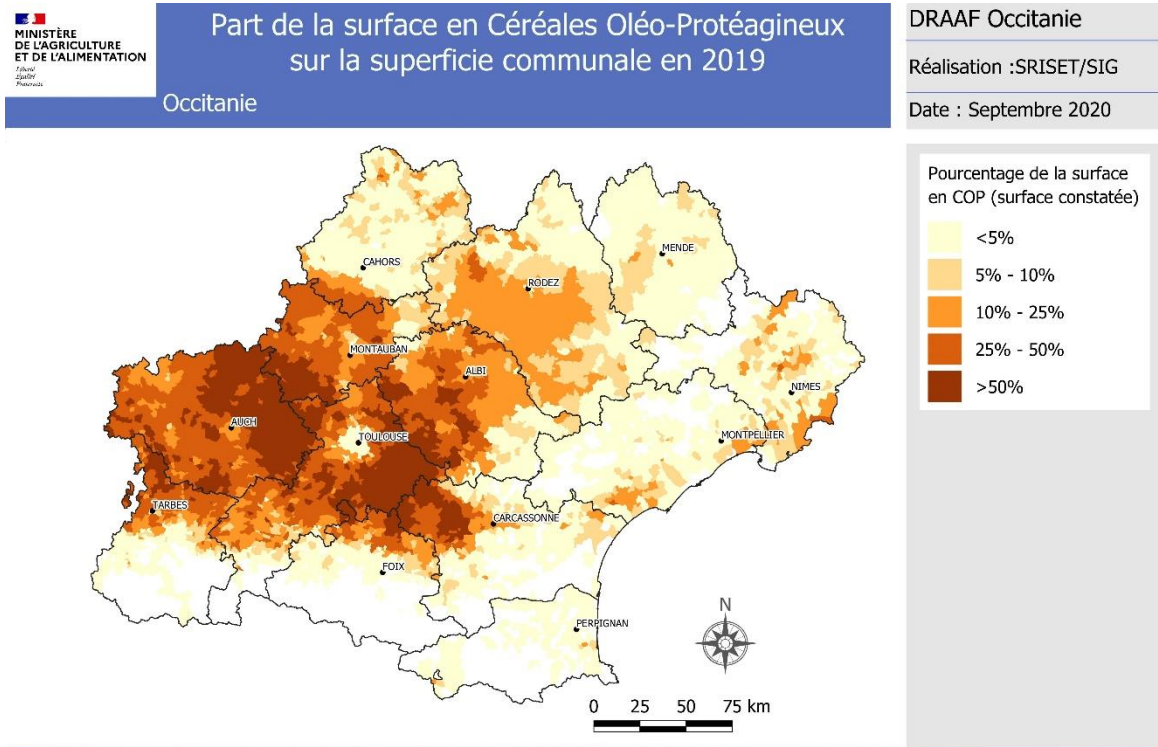 MINISTÈRE
DE L'AGRICULTURE
ET DE L'ALIMENTATION
Liberté
Égalité
Fraternité
Part de la surface en Céréales Oléo-Protéagineux
sur la superficie communale en 2019
Occitanie
DRAAF Occitanie
Réalisation :SRISET/SIG
Date : Septembre 2020
Pourcentage de la surface
en COP (surface constatée)
<5%
5% - 10%
10% - 25%
25% - 50%
>50%
MENDE
CAHORS
RODEZ
MONTAUBAN
ALBI
NIMES
AUCH
TOULOUSE
MONTPELLIER
TARBES
CARCASSONNE
FOIX
PERPIGNAN
N
0 25 50 75 km